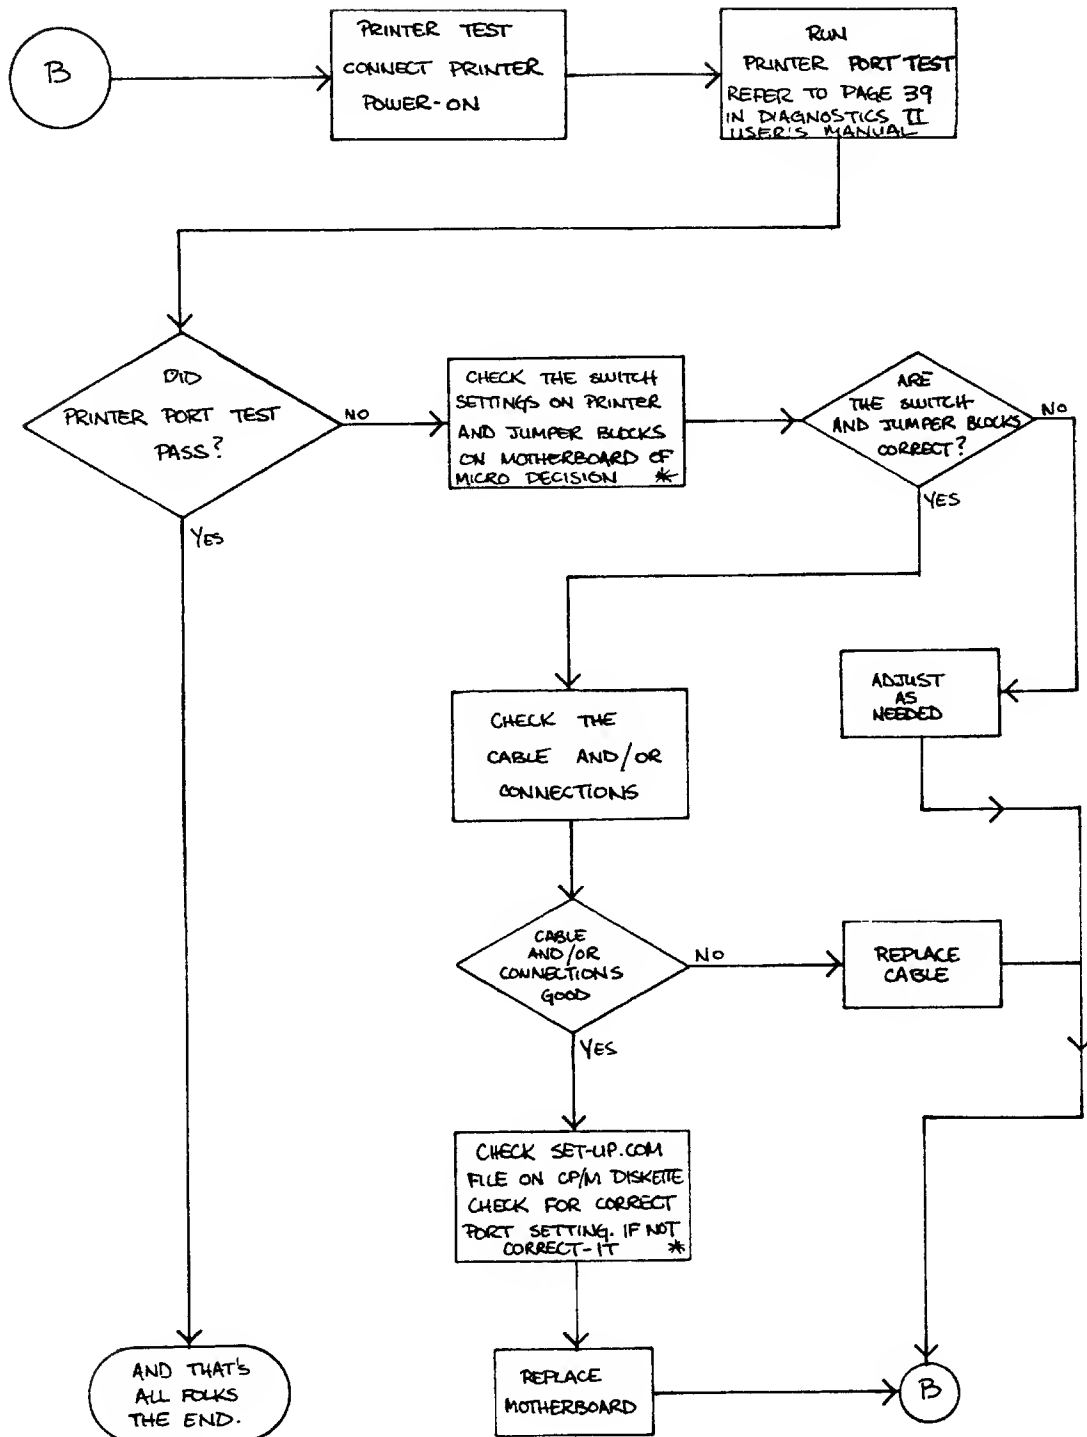 B
PRINTER TEST
CONNECT PRINTER
POWER-ON
RUN
PRINTER PORT TEST
REFER TO PAGE 39
IN DIAGNOSTICS II
USER'S MANUAL
DID
PRINTER PORT TEST
PASS?
NO
YES
CHECK THE SWITCH
SETTINGS ON PRINTER
AND JUMPER BLOCKS
ON MOTHERBOARD OF
MICRO DECISION *
ARE
THE SWITCH
AND JUMPER BLOCKS
CORRECT?
NO
YES
ADJUST
AS
NEEDED
CHECK THE
CABLE AND/OR
CONNECTIONS
CABLE
AND/OR
CONNECTIONS
GOOD
NO
YES
REPLACE
CABLE
CHECK SET-UP.COM
FILE ON CP/M DISKETTE
CHECK FOR CORRECT
PORT SETTING. IF NOT
CORRECT-IT *
REPLACE
MOTHERBOARD
B
AND THAT'S
ALL FOLKS
THE END.